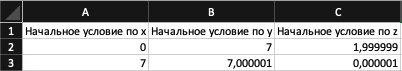 A B C
1 Начальное условие по x Начальное условие по y Начальное условие по z
2 0 7 1,999999
3 7 7,000001 0,000001